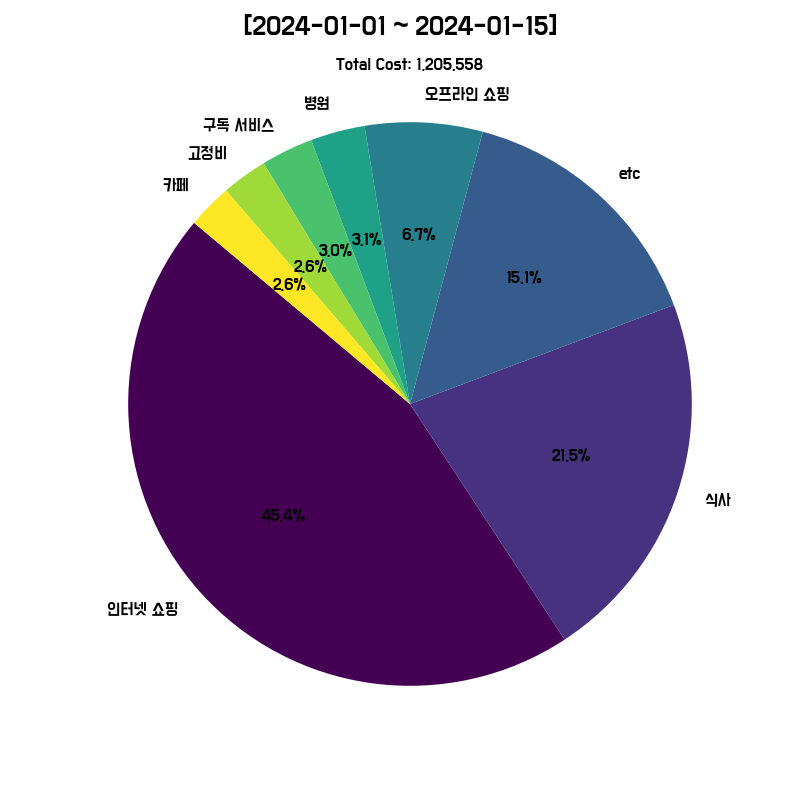 [2024-01-01 ~ 2024-01-15]
Total Cost: 1,205,558
오프라인 쇼핑
병원
구독 서비스
고정비
카페
etc
6.7%
3.1%
3.0%
2.6%
2.6%
15.1%
21.5%
식사
45.4%
인터넷 쇼핑